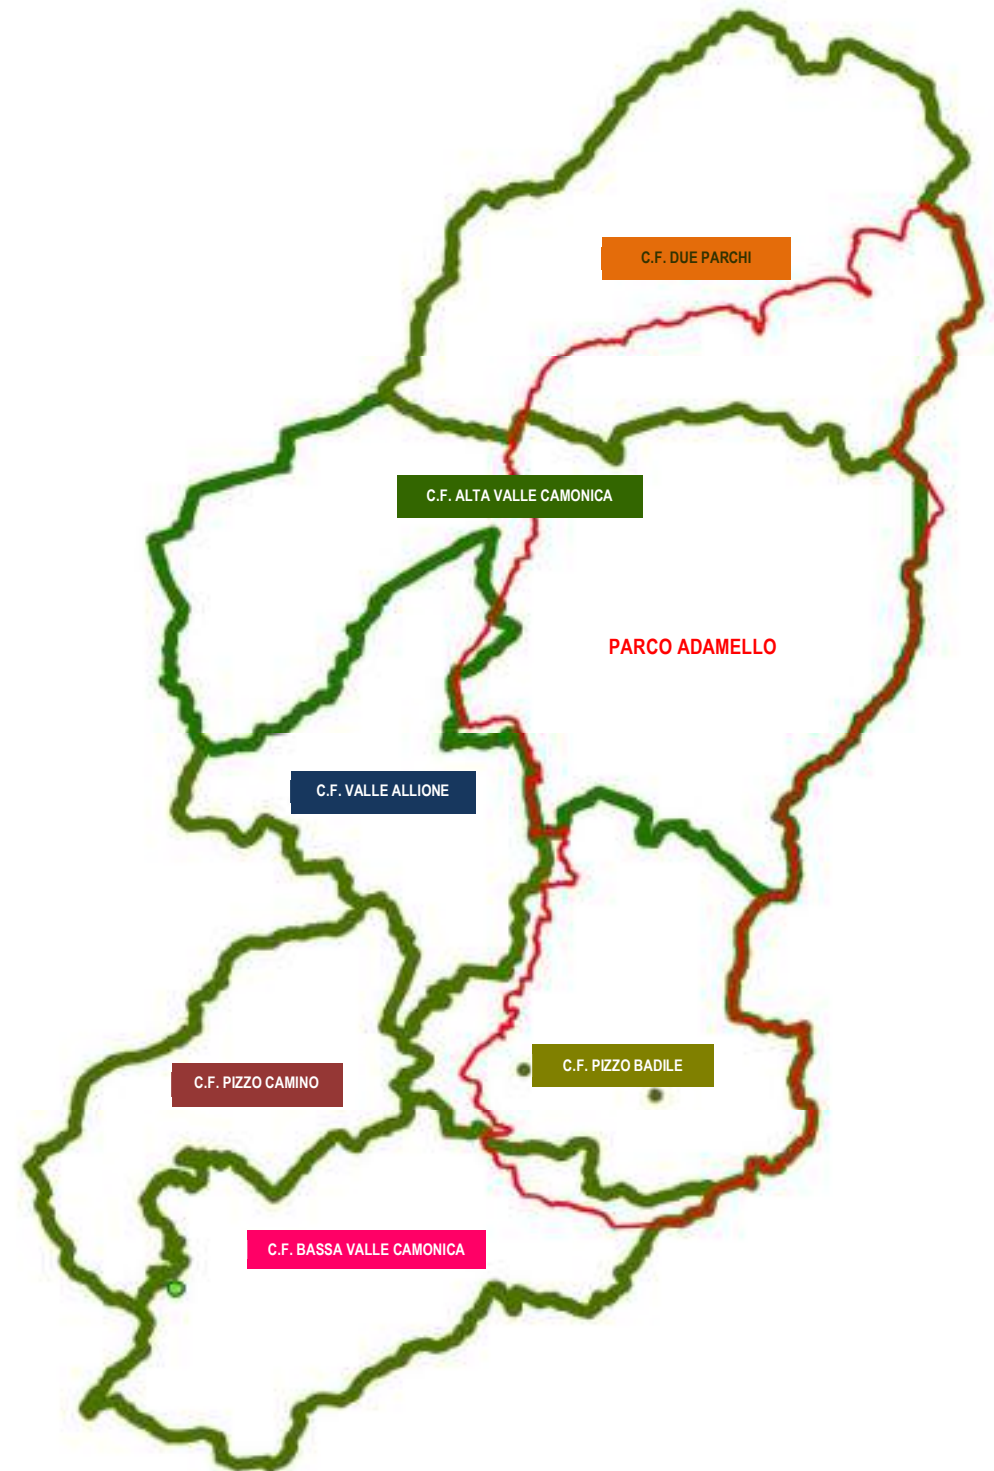 C.F. DUE PARCHI
C.F. ALTA VALLE CAMONICA
PARCO ADAMELLO
C.F. VALLE ALLIONE
C.F. PIZZO BADILE
C.F. PIZZO CAMINO
C.F. BASSA VALLE CAMONICA